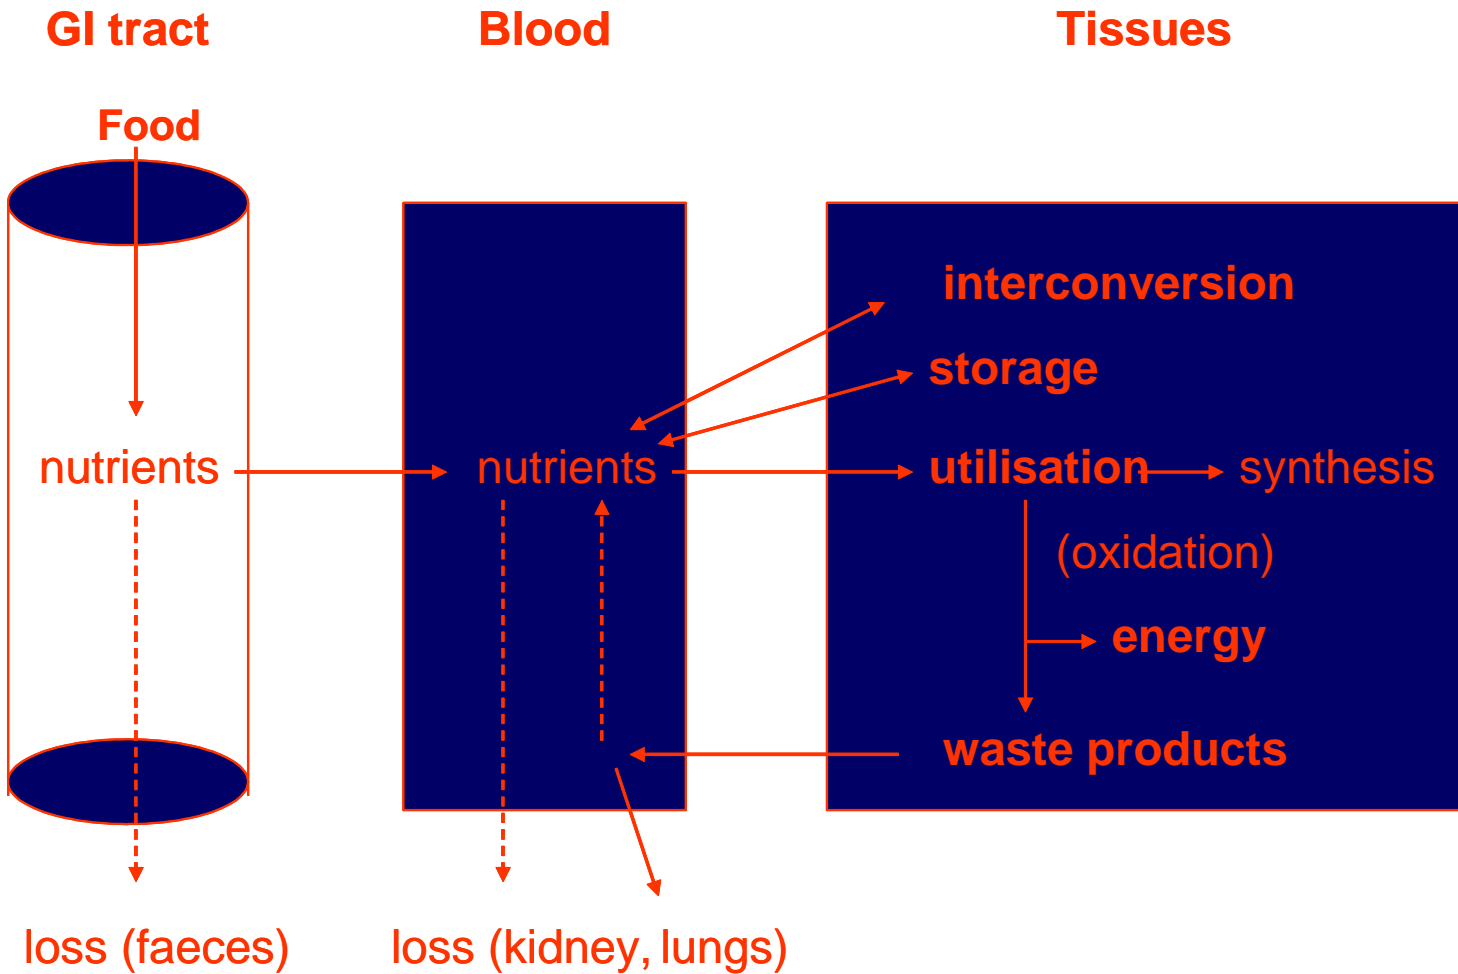 GI tract
Blood
Tissues
Food
interconversion
storage
nutrients
nutrients
utilisation
synthesis
(oxidation)
energy
waste products
loss (faeces)
loss (kidney, lungs)